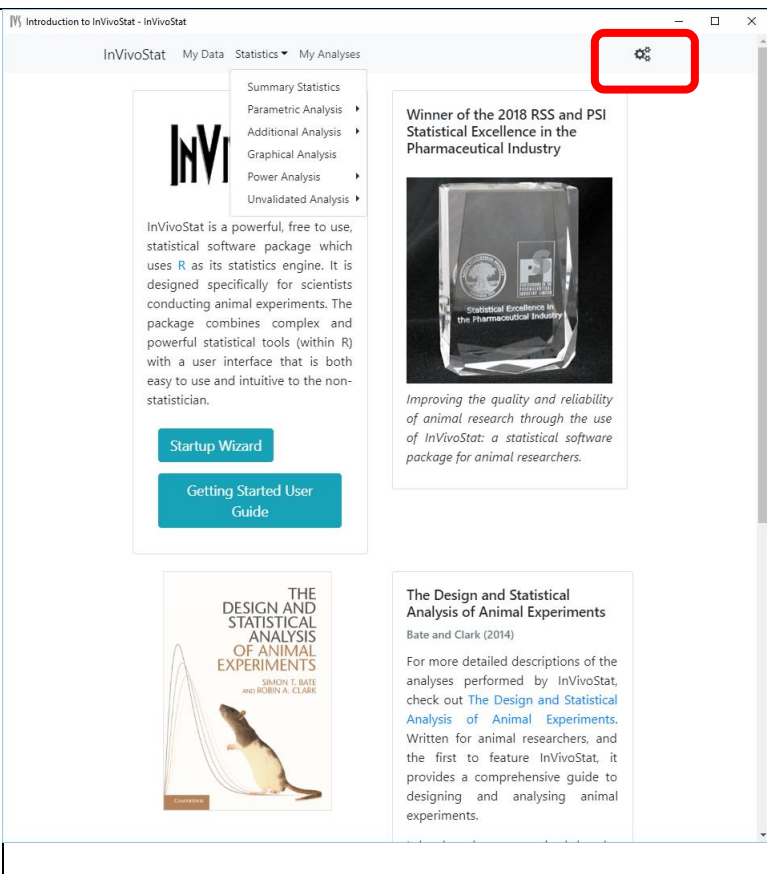 Introduction to InVivoStat - InVivoStat
InVivoStat My Data Statistics My Analyses
Summary Statistics
Parametric Analysis
Additional Analysis
Graphical Analysis
Power Analysis
Unvalidated Analysis
InVivoStat is a powerful, free to use,
statistical software package which
uses R as its statistics engine. It is
designed specifically for scientists
conducting animal experiments. The
package combines complex and
powerful statistical tools (within R)
with a user interface that is both
easy to use and intuitive to the non-
statistician.
Startup Wizard
Getting Started User
Guide
Winner of the 2018 RSS and PSI
Statistical Excellence in the
Pharmaceutical Industry
Statistical Excellence in
the Pharmaceutical Industry
Improving the quality and reliability
of animal research through the use
of InVivoStat: a statistical software
package for animal researchers.
THE
DESIGN AND
STATISTICAL
ANALYSIS
OF ANIMAL
EXPERIMENTS
SIMON T. BATE
AND ROBIN A. CLARK
CAMBRIDGE
The Design and Statistical
Analysis of Animal Experiments
Bate and Clark (2014)
For more detailed descriptions of the
analyses performed by InVivoStat,
check out The Design and Statistical
Analysis of Animal Experiments.
Written for animal researchers, and
the first to feature InVivoStat, it
provides a comprehensive guide to
designing and analysing animal
experiments.